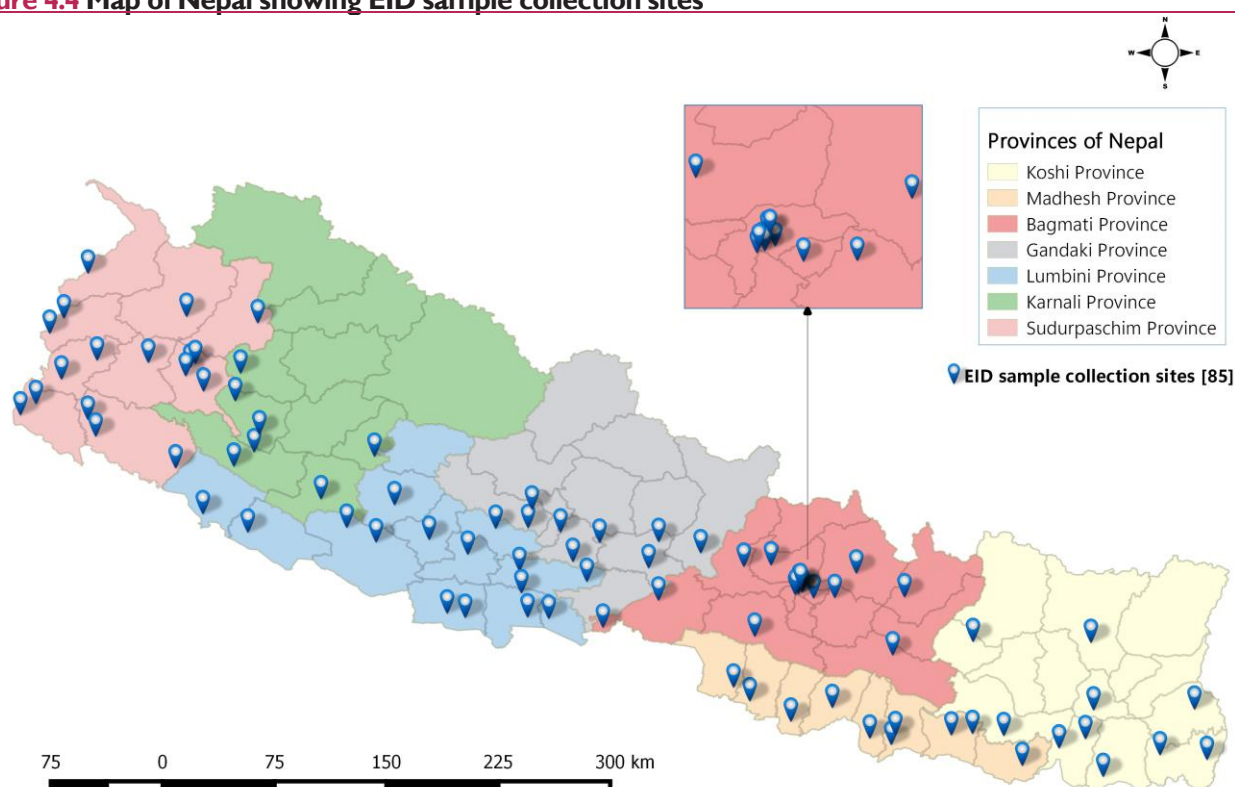 ure 4.4 Map of Nepal showing EID sample collection sites
N
W E
S
Provinces of Nepal
Koshi Province
Madhesh Province
Bagmati Province
Gandaki Province
Lumbini Province
Karnali Province
Sudurpaschim Province
EID sample collection sites [85]
75 0 75 150 225 300 km